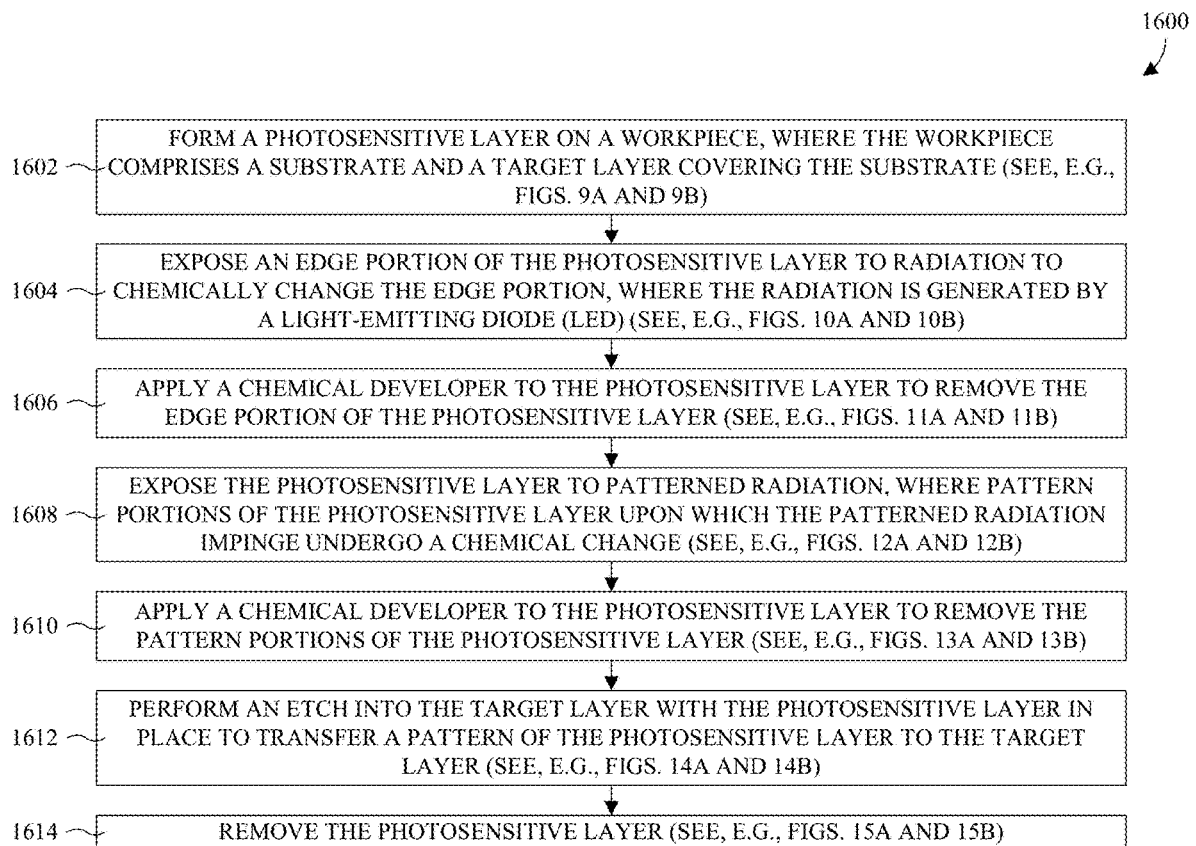 1600
FORM A PHOTOSENSITIVE LAYER ON A WORKPIECE, WHERE THE WORKPIECE
1602
COMPRISES A SUBSTRATE AND A TARGET LAYER COVERING THE SUBSTRATE (SEE, E.G.,
FIGS. 9A AND 9B)
EXPOSE AN EDGE PORTION OF THE PHOTOSENSITIVE LAYER TO RADIATION TO
1604
CHEMICALLY CHANGE THE EDGE PORTION, WHERE THE RADIATION IS GENERATED BY
A LIGHT-EMITTING DIODE (LED) (SEE, E.G., FIGS. 10A AND 10B)
1606
APPLY A CHEMICAL DEVELOPER TO THE PHOTOSENSITIVE LAYER TO REMOVE THE
EDGE PORTION OF THE PHOTOSENSITIVE LAYER (SEE, E.G., FIGS. 11A AND 11B)
EXPOSE THE PHOTOSENSITIVE LAYER TO PATTERNED RADIATION, WHERE PATTERN
1608
PORTIONS OF THE PHOTOSENSITIVE LAYER UPON WHICH THE PATTERNED RADIATION
IMPINGE UNDERGO A CHEMICAL CHANGE (SEE, E.G., FIGS. 12A AND 12B)
1610
APPLY A CHEMICAL DEVELOPER TO THE PHOTOSENSITIVE LAYER TO REMOVE THE
PATTERN PORTIONS OF THE PHOTOSENSITIVE LAYER (SEE, E.G., FIGS. 13A AND 13B)
PERFORM AN ETCH INTO THE TARGET LAYER WITH THE PHOTOSENSITIVE LAYER IN
1612
PLACE TO TRANSFER A PATTERN OF THE PHOTOSENSITIVE LAYER TO THE TARGET
LAYER (SEE, E.G., FIGS. 14A AND 14B)
1614
REMOVE THE PHOTOSENSITIVE LAYER (SEE, E.G., FIGS. 15A AND 15B)